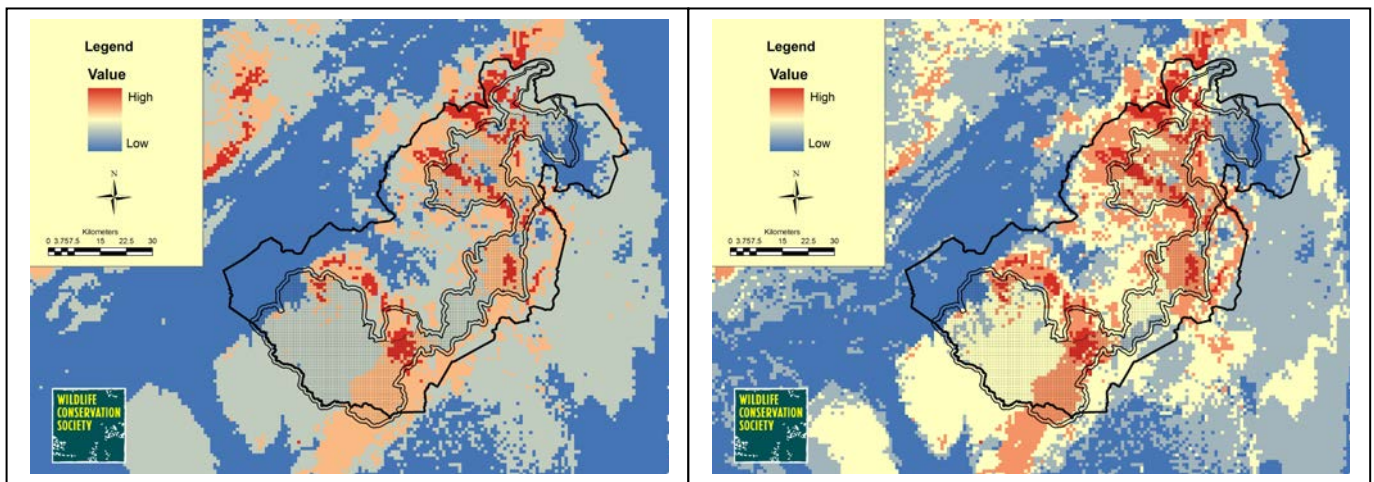 Legend
Value
High
Low
N
Kilometers
0 3.757.5 15 22.5 30
WILDLIFE
CONSERVATION
SOCIETY
Legend
Value
High
Low
N
Kilometers
0 3.757.5 15 22.5 30
WILDLIFE
CONSERVATION
SOCIETY